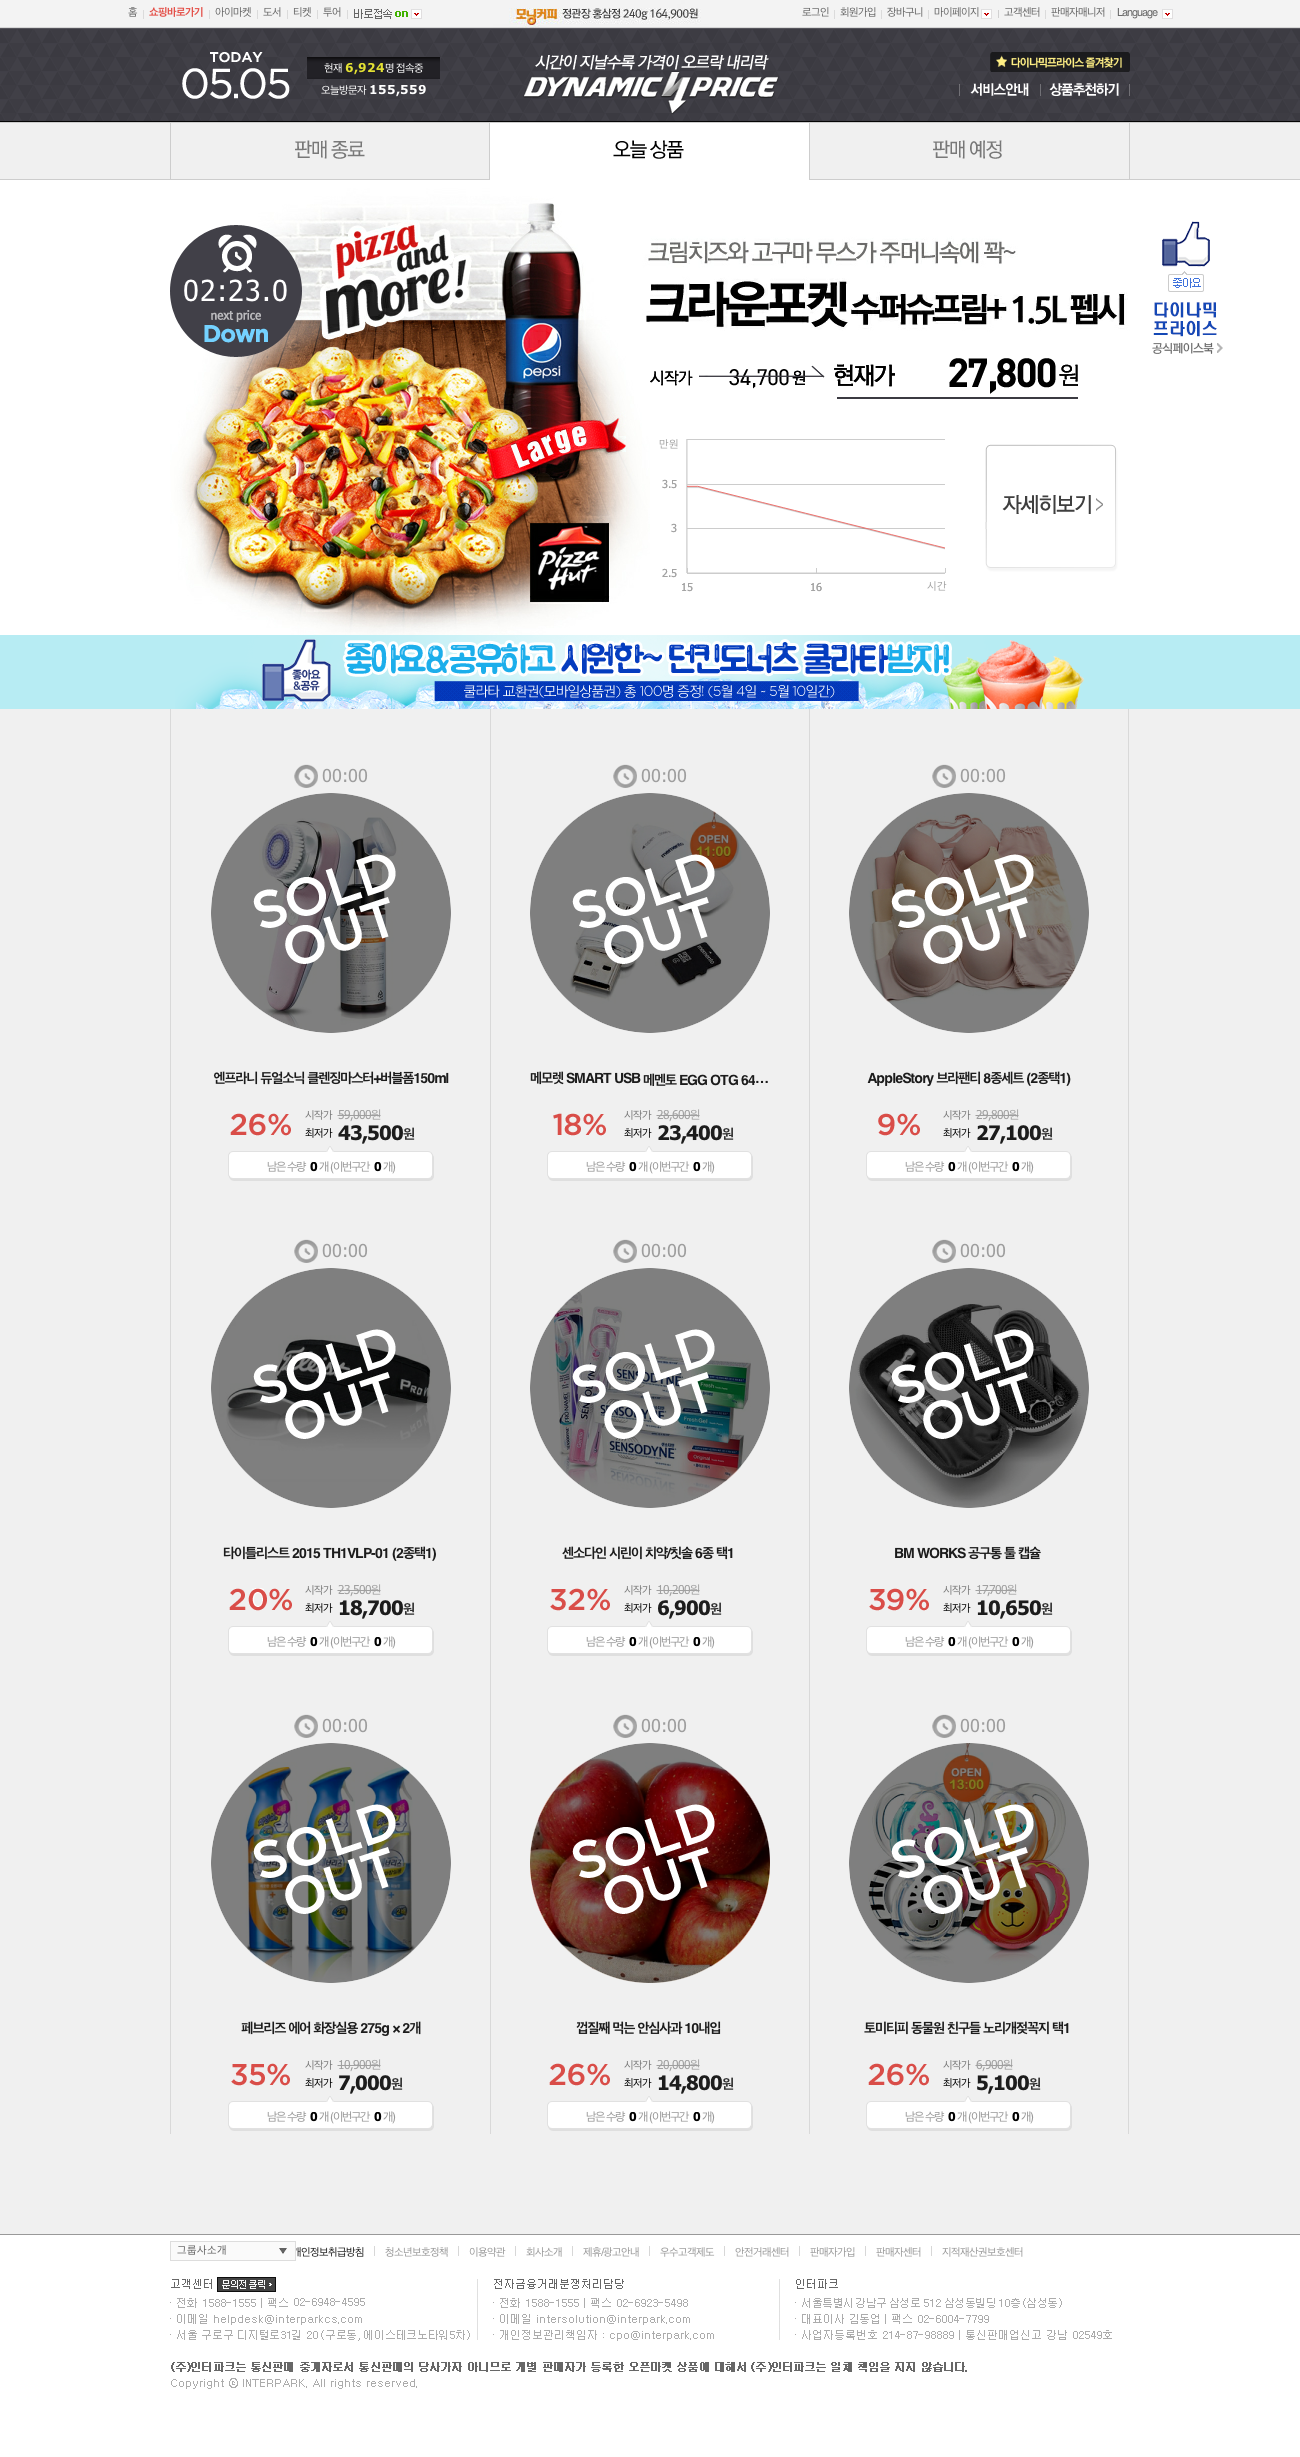 홈 쇼핑바로가기 아이마켓 도서 티켓 투어 바로접속 on 모닝커피 정관장 홍삼정 240g 164,900원 로그인 회원가입 장바구니 마이페이지 고객센터 판매자매니저 Language
TODAY
05.05
현재 6,924명 접속중
오늘방문자 155,559
시간이 지날수록 가격이 오르락 내리락
DYNAMIC PRICE
다이나믹프라이스 즐겨찾기
서비스안내 상품추천하기
판매 종료 오늘 상품 판매 예정
02:23.0
next price
Down
pizza
and
more!
pepsi
Large
Pizza
Hut
크림치즈와 고구마 무스가 주머니속에 꽉~
크라운포켓 수퍼슈프림+ 1.5L 펩시
시작가 34,700 원 현재가 27,800 원
만원
3.5
3
2.5
15 16 시간
자세히보기
좋아요
다이나믹
프라이스
공식페이스북
좋아요
&공유
좋아요&공유하고 시원한~ 던킨도너츠 쿨라타받자!
쿨라타 교환권(모바일상품권) 총 100명 증정! (5월 4일 - 5월 10일간)
00:00 00:00 00:00
OPEN
11:00
SOLD OUT SOLD OUT SOLD OUT
엔프라니 듀얼소닉 클렌징마스터+버블폼150ml
26% 시작가 59,000원
최저가 43,500원
남은 수량 0 개 (이번구간 0 개)
메모렛 SMART USB 메멘토 EGG OTG 64…
18% 시작가 28,600원
최저가 23,400원
남은 수량 0 개 (이번구간 0 개)
AppleStory 브라팬티 8종세트 (2종택1)
9% 시작가 29,800원
최저가 27,100원
남은 수량 0 개 (이번구간 0 개)
00:00 00:00 00:00
SENSODYNE
SENSODYNE
SOLD OUT SOLD OUT SOLD OUT
타이틀리스트 2015 TH1VLP-01 (2종택1)
20% 시작가 23,500원
최저가 18,700원
남은 수량 0 개 (이번구간 0 개)
센소다인 시린이 치약/칫솔 6종 택1
32% 시작가 10,200원
최저가 6,900원
남은 수량 0 개 (이번구간 0 개)
BM WORKS 공구통 툴 캡슐
39% 시작가 17,700원
최저가 10,650원
남은 수량 0 개 (이번구간 0 개)
00:00 00:00 00:00
OPEN
13:00
SOLD OUT SOLD OUT SOLD OUT
페브리즈 에어 화장실용 275g × 2개
35% 시작가 10,900원
최저가 7,000원
남은 수량 0 개 (이번구간 0 개)
껍질째 먹는 안심사과 10내입
26% 시작가 20,000원
최저가 14,800원
남은 수량 0 개 (이번구간 0 개)
토미티피 동물원 친구들 노리개젖꼭지 택1
26% 시작가 6,900원
최저가 5,100원
남은 수량 0 개 (이번구간 0 개)
그룹사소개 개인정보취급방침 청소년보호정책 이용약관 회사소개 제휴/광고안내 우수고객제도 안전거래센터 판매자가입 판매자센터 지적재산권보호센터
고객센터 문의전 클릭
· 전화 1588-1555 | 팩스 02-6948-4595
· 이메일 helpdesk@interparkcs.com
· 서울 구로구 디지털로31길 20 (구로동, 에이스테크노타워5차)
전자금융거래분쟁처리담당
· 전화 1588-1555 | 팩스 02-6923-5498
· 이메일 intersolution@interpark.com
· 개인정보관리책임자 : cpo@interpark.com
인터파크
· 서울특별시 강남구 삼성로 512 삼성동빌딩 10층 (삼성동)
· 대표이사 김동업 | 팩스 02-6004-7799
· 사업자등록번호 214-87-98889 | 통신판매업신고 강남 02549호
(주)인터파크는 통신판매 중개자로서 통신판매의 당사가자 아니므로 개별 판매자가 등록한 오픈마켓 상품에 대해서 (주)인터파크는 일체 책임을 지지 않습니다.
Copyright ⓒ INTERPARK. All rights reserved.